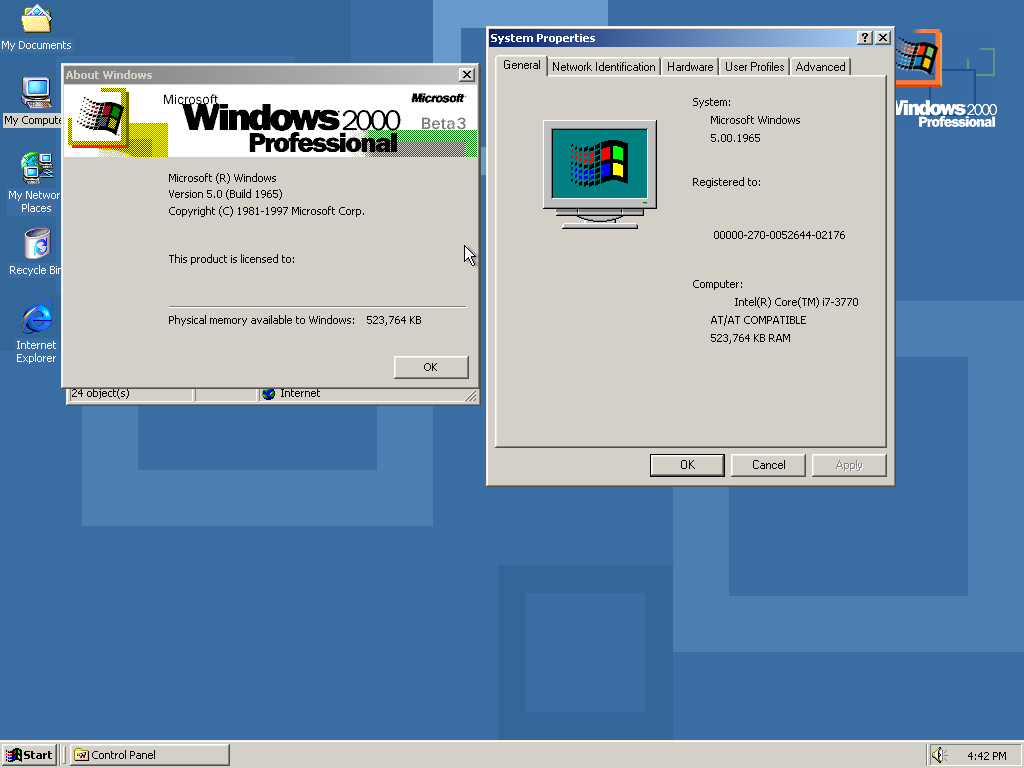 My Documents
My Compute
My Networ
Places
Recycle Bin
Internet
Explorer
About Windows
Microsoft
Microsoft
Windows 2000
Professional
Beta3
Microsoft (R) Windows
Version 5.0 (Build 1965)
Copyright (C) 1981-1997 Microsoft Corp.
This product is licensed to:
Physical memory available to Windows: 523,764 KB
OK
24 object(s)
Internet
System Properties
General
Network Identification
Hardware
User Profiles
Advanced
System:
Microsoft Windows
5.00.1965
Registered to:
00000-270-0052644-02176
Computer:
Intel(R) Core(TM) i7-3770
AT/AT COMPATIBLE
523,764 KB RAM
OK
Cancel
Apply
Windows 2000
Professional
Start
Control Panel
4:42 PM